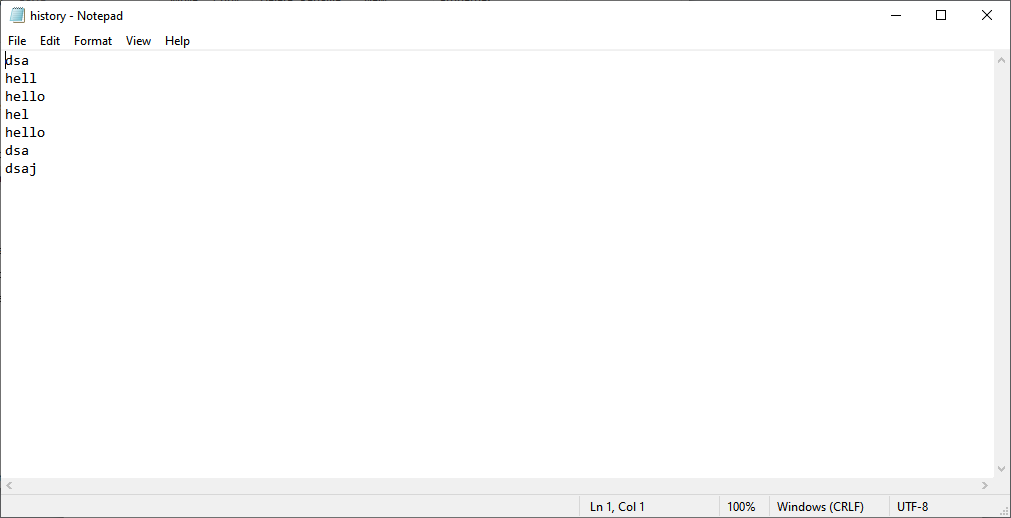 history - Notepad
File Edit Format View Help
dsa
hell
hello
hel
hello
dsa
dsaj
Ln 1, Col 1 100% Windows (CRLF) UTF-8